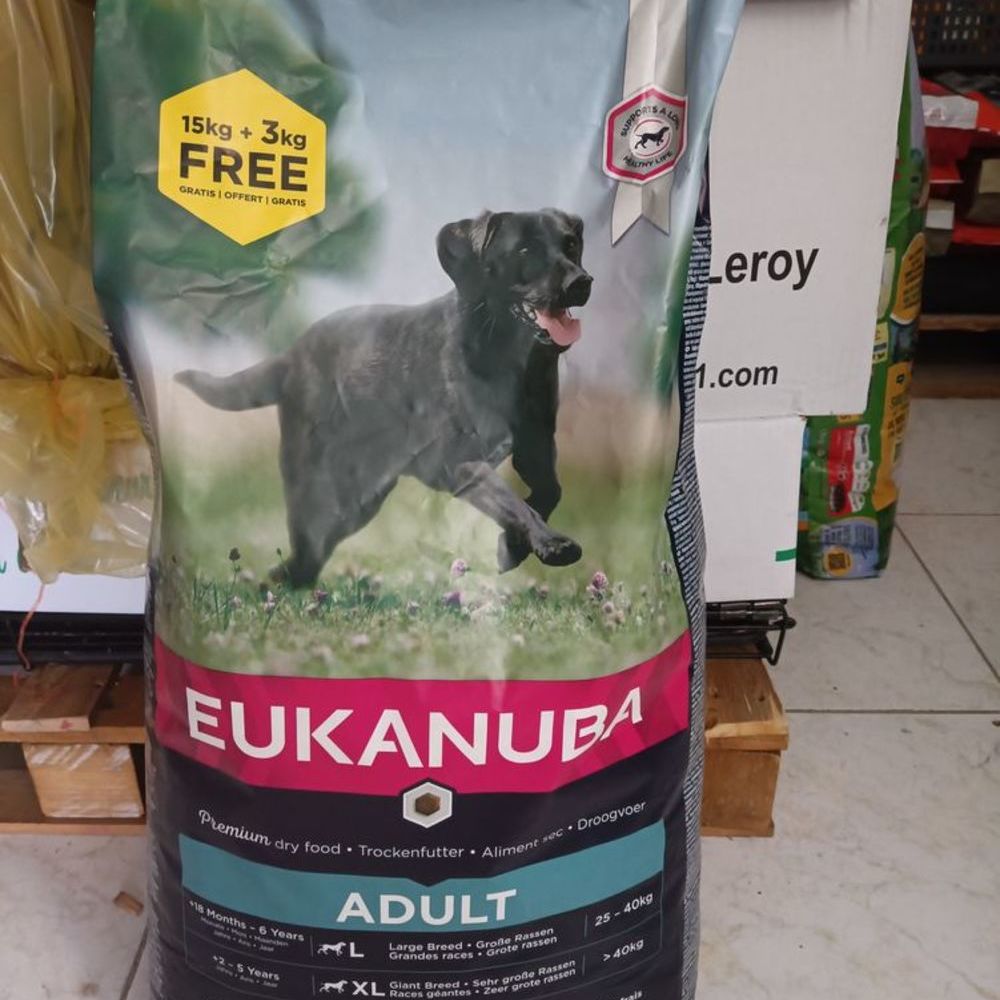 15kg + 3kg
FREE
GRATIS | OFFERT | GRATIS
SUPPORTS A LONG
HEALTHY LIFE
Leroy
1.com
EUKANUBA
Premium dry food • Trockenfutter • Aliment sec • Droogvoer
ADULT
+18 Months - 6 Years
L
Large Breed • Große Rassen
Grandes races • Grote rassen
25 - 40kg
+2 - 5 Years
XL
Giant Breed • Sehr große Rassen
Races géantes • Zeer grote rassen
>40kg